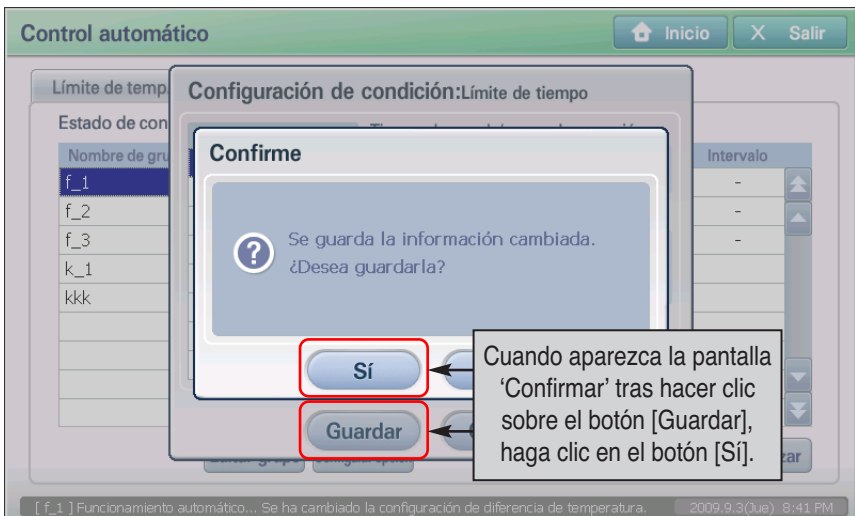 Control automático
Inicio
X Salir
Límite de temp
Configuración de condición:Límite de tiempo
Estado de con
Nombre de gru
Confirme
Intervalo
f_1
-
f_2
-
f_3
-
k_1
kkk
Se guarda la información cambiada.
¿Desea guardarla?
Sí
Guardar
Cuando aparezca la pantalla
‘Confirmar’ tras hacer clic
sobre el botón [Guardar],
haga clic en el botón [Sí].
zar
[ f_1 ] Funcionamiento automático... Se ha cambiado la configuración de diferencia de temperatura.
2009.9.3(Jue) 8:41 PM